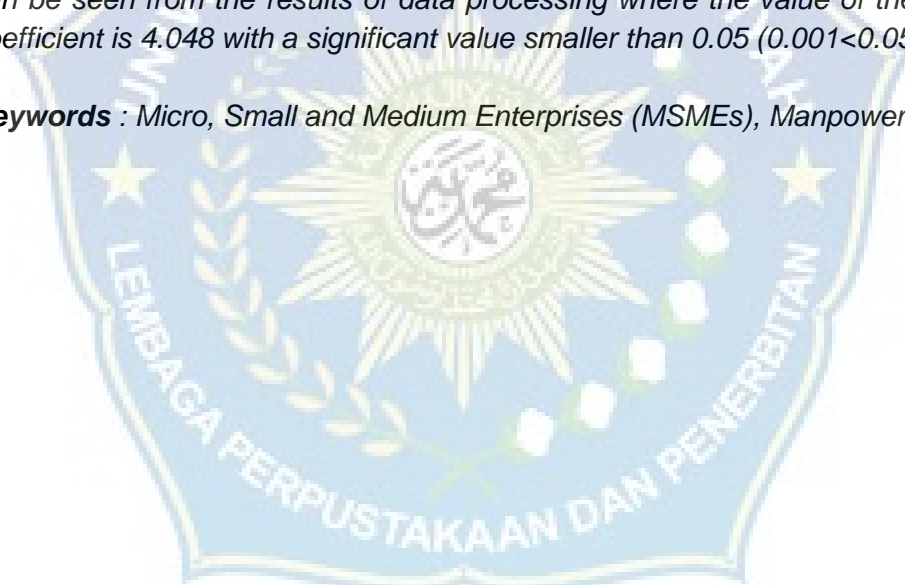 n be seen from the results of data processing where the value of the
oefficient is 4.048 with a significant value smaller than 0.05 (0.001<0.05
eywords : Micro, Small and Medium Enterprises (MSMEs), Manpower
محمد
LEMBAGA PERPUSTAKAAN DAN PENERBITAN